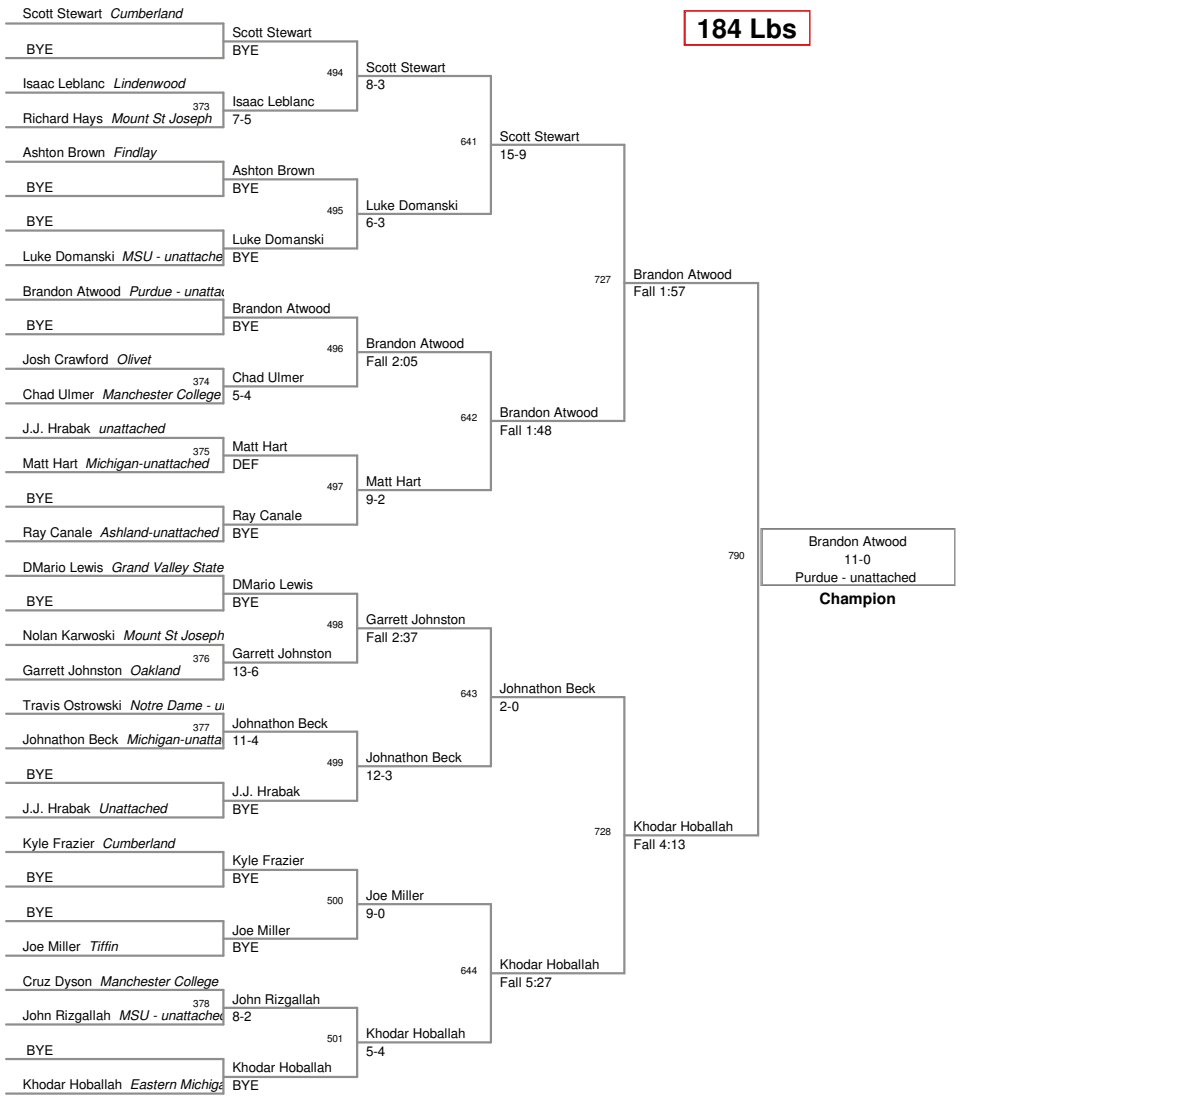 184 Lbs
Scott Stewart Cumberland
BYE
Isaac Leblanc Lindenwood
373
Richard Hays Mount St Joseph
Ashton Brown Findlay
BYE
BYE
Luke Domanski MSU - unattache
Brandon Atwood Purdue - unattac
BYE
Josh Crawford Olivet
374
Chad Ulmer Manchester College
J.J. Hrabak unattached
375
Matt Hart Michigan-unattached
BYE
Ray Canale Ashland-unattached
DMario Lewis Grand Valley State
BYE
Nolan Karwoski Mount St Joseph
376
Garrett Johnston Oakland
Travis Ostrowski Notre Dame - u
377
Johnathon Beck Michigan-unatta
BYE
J.J. Hrabak Unattached
Kyle Frazier Cumberland
BYE
BYE
Joe Miller Tiffin
Cruz Dyson Manchester College
378
John Rizgallah MSU - unattached
BYE
Khodar Hoballah Eastern Michiga
Scott Stewart
BYE
494
Isaac Leblanc
7-5
Ashton Brown
BYE
495
Luke Domanski
BYE
Brandon Atwood
BYE
496
Chad Ulmer
5-4
Matt Hart
DEF
497
Ray Canale
BYE
DMario Lewis
BYE
498
Garrett Johnston
13-6
Johnathon Beck
11-4
499
J.J. Hrabak
BYE
Kyle Frazier
BYE
500
Joe Miller
BYE
John Rizgallah
8-2
501
Khodar Hoballah
BYE
Scott Stewart
8-3
641
Luke Domanski
6-3
Brandon Atwood
Fall 2:05
642
Matt Hart
9-2
Garrett Johnston
Fall 2:37
643
Johnathon Beck
12-3
Joe Miller
9-0
644
Khodar Hoballah
5-4
Scott Stewart
15-9
727
Brandon Atwood
Fall 1:48
Johnathon Beck
2-0
728
Khodar Hoballah
Fall 5:27
Brandon Atwood
Fall 1:57
790
Khodar Hoballah
Fall 4:13
Brandon Atwood
11-0
Purdue - unattached
Champion